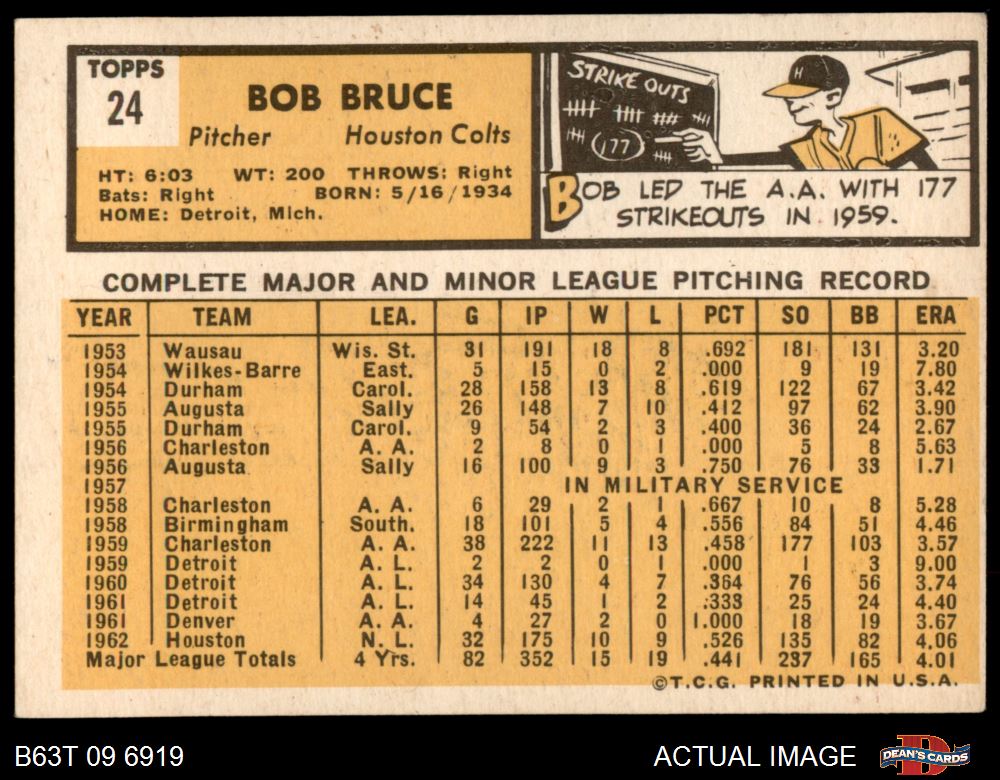 TOPPS
24
BOB BRUCE
Pitcher Houston Colts
HT: 6:03 WT: 200 THROWS: Right
Bats: Right BORN: 5/16/1934
HOME: Detroit, Mich.
STRIKE OUTS
177
H
BOB LED THE A.A. WITH 177
STRIKEOUTS IN 1959.
COMPLETE MAJOR AND MINOR LEAGUE PITCHING RECORD
YEAR TEAM LEA. G IP W L PCT SO BB ERA
1953 Wausau Wis. St. 31 191 18 8 .692 181 131 3.20
1954 Wilkes-Barre East. 5 15 0 2 .000 9 19 7.80
1954 Durham Carol. 28 158 13 8 .619 122 67 3.42
1955 Augusta Sally 26 148 7 10 .412 97 62 3.90
1955 Durham Carol. 9 54 2 3 .400 36 24 2.67
1956 Charleston A. A. 2 8 0 1 .000 5 8 5.63
1956 Augusta Sally 16 100 9 3 .750 76 33 1.71
1957 IN MILITARY SERVICE
1958 Charleston A. A. 6 29 2 1 .667 10 8 5.28
1958 Birmingham South. 18 101 5 4 .556 84 51 4.46
1959 Charleston A. A. 38 222 11 13 .458 177 103 3.57
1959 Detroit A. L. 2 2 0 1 .000 1 3 9.00
1960 Detroit A. L. 34 130 4 7 .364 76 56 3.74
1961 Detroit A. L. 14 45 1 2 .333 25 24 4.40
1961 Denver A. A. 4 27 2 0 1.000 18 19 3.67
1962 Houston N. L. 32 175 10 9 .526 135 82 4.06
Major League Totals 4 Yrs. 82 352 15 19 .441 237 165 4.01
©T.C.G. PRINTED IN U.S.A.
B63T 09 6919 ACTUAL IMAGE DEAN'S CARDS